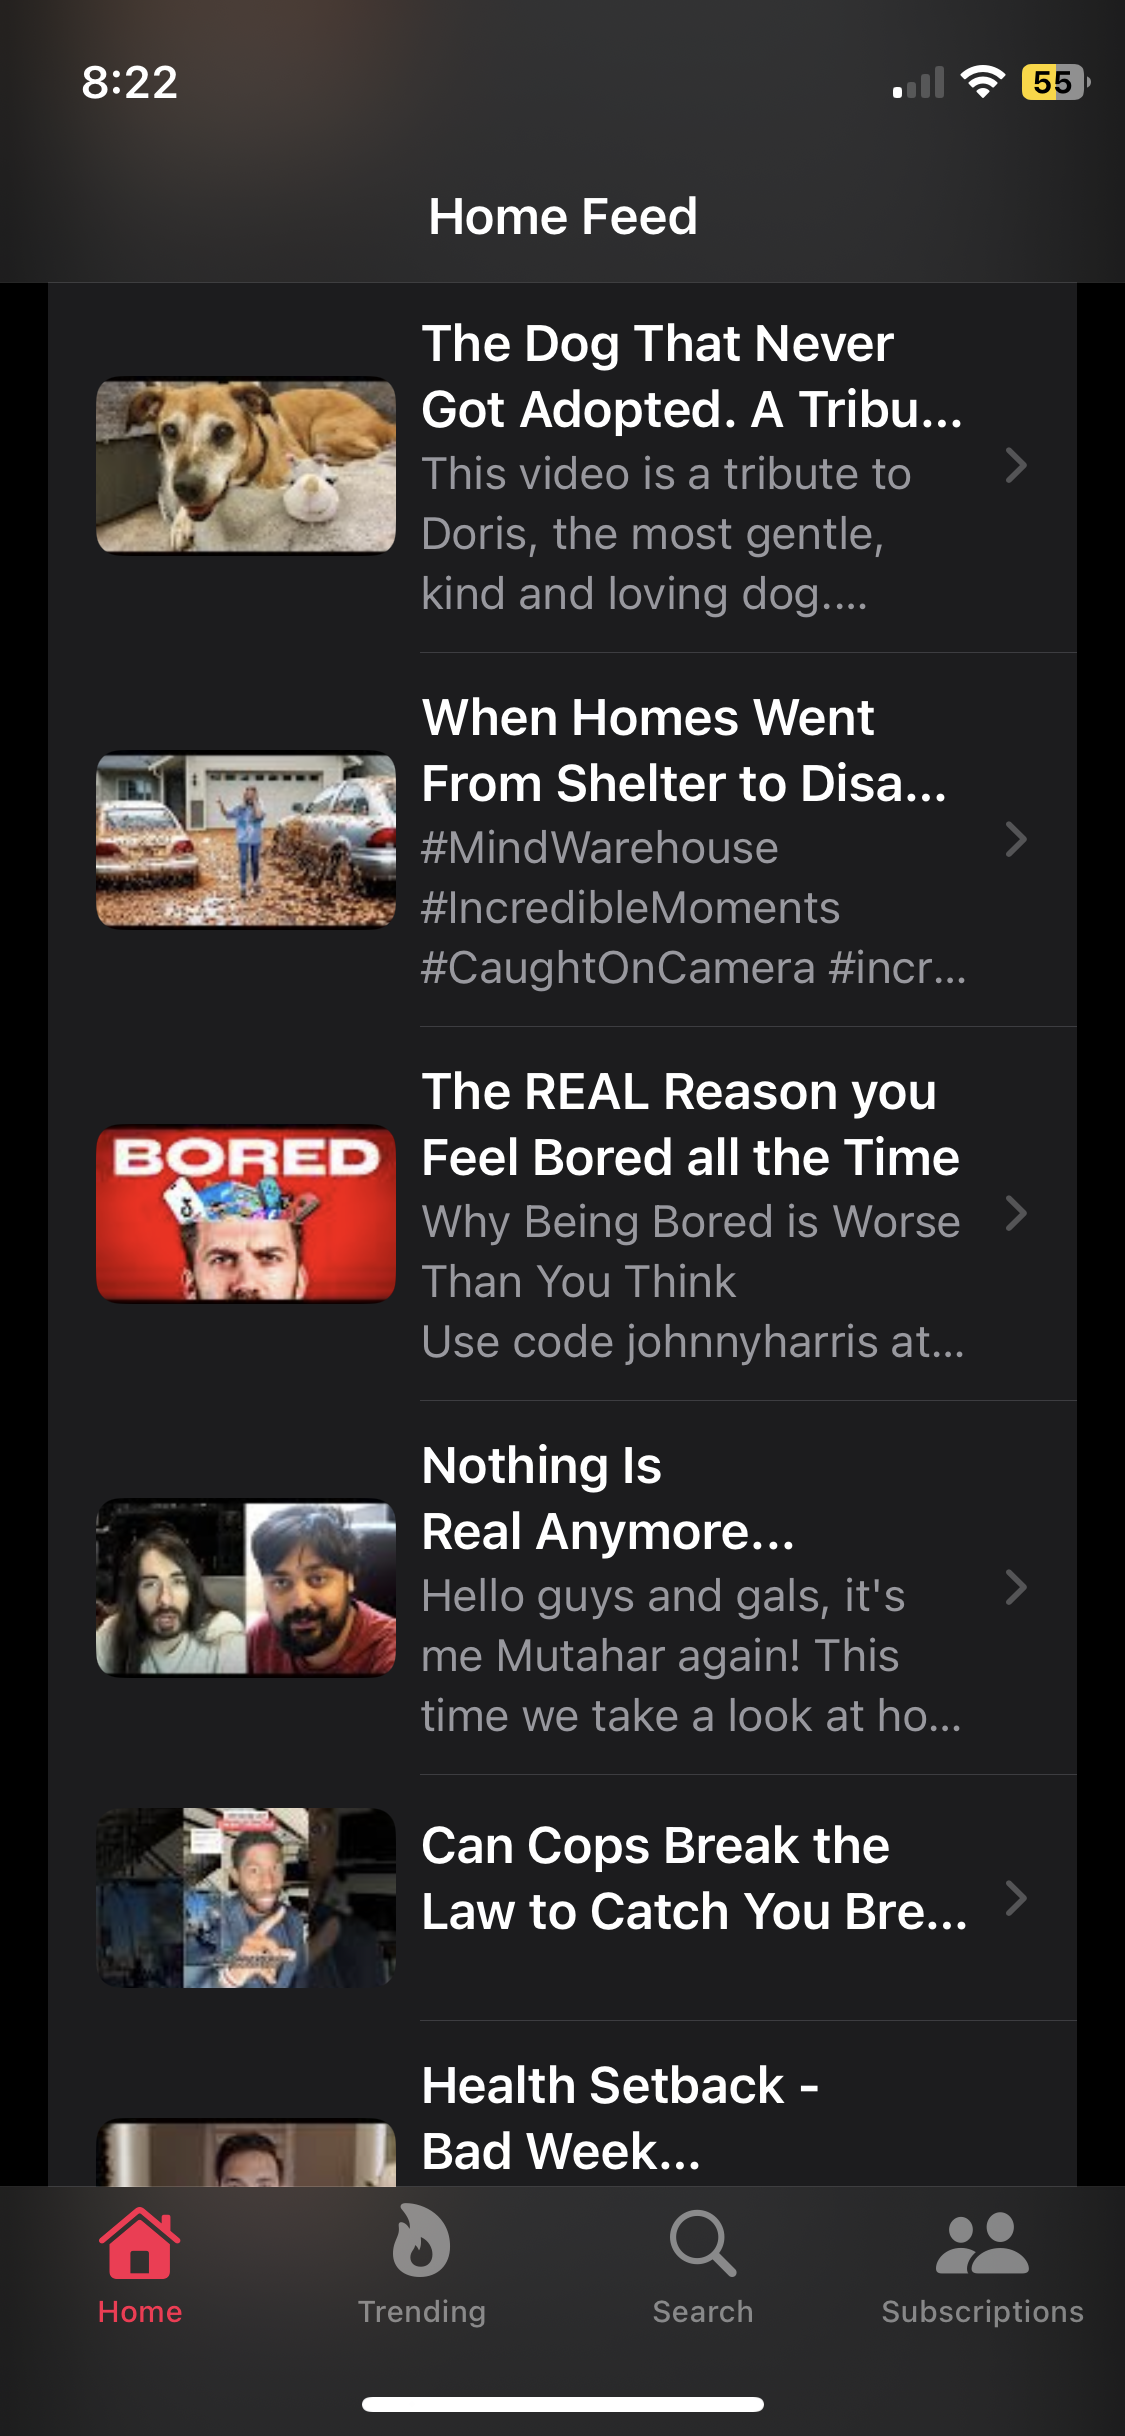 8:22
55
Home Feed
The Dog That Never
Got Adopted. A Tribu...
This video is a tribute to
Doris, the most gentle,
kind and loving dog....
When Homes Went
From Shelter to Disa...
#MindWarehouse
#IncredibleMoments
#CaughtOnCamera #incr...
BORED
The REAL Reason you
Feel Bored all the Time
Why Being Bored is Worse
Than You Think
Use code johnnyharris at...
Nothing Is
Real Anymore...
Hello guys and gals, it's
me Mutahar again! This
time we take a look at ho...
Can Cops Break the
Law to Catch You Bre...
Health Setback -
Bad Week...
Home
Trending
Search
Subscriptions